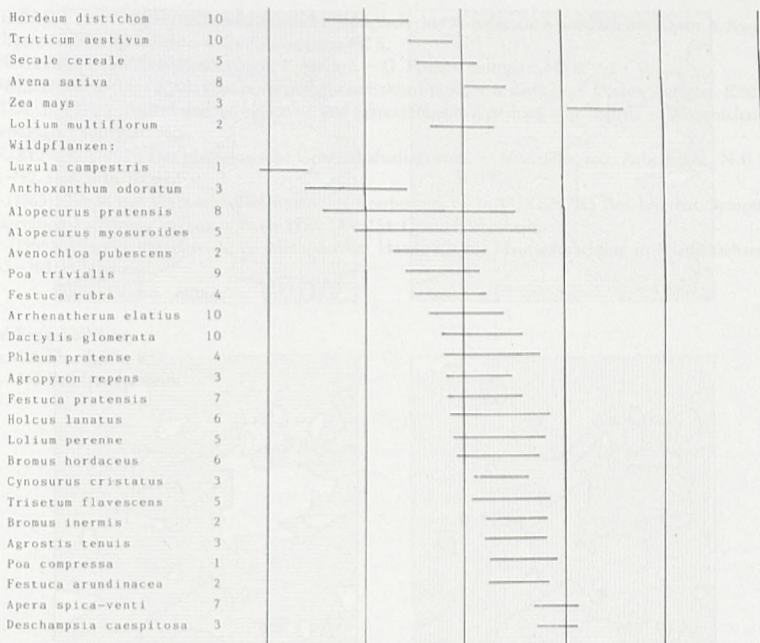 Hordeum distichom 10
Triticum aestivum 10
Secale cereale 5
Avena sativa 8
Zea mays 3
Lolium multiflorum 2
Wildpflanzen:
Luzula campestris 1
Anthoxanthum odoratum 3
Alopecurus pratensis 8
Alopecurus myosuroides 5
Avenochloa pubescens 2
Poa trivialis 9
Festuca rubra 4
Arrhenatherum elatius 10
Dactylis glomerata 10
Phleum pratense 4
Agropyron repens 3
Festuca pratensis 7
Holcus lanatus 6
Lolium perenne 5
Bromus hordaceus 6
Cynosurus cristatus 3
Trisetum flavescens 5
Bromus inermis 2
Agrostis tenuis 3
Poa compressa 1
Festuca arundinacea 2
Apera spica-venti 7
Deschampsia caespitosa 3